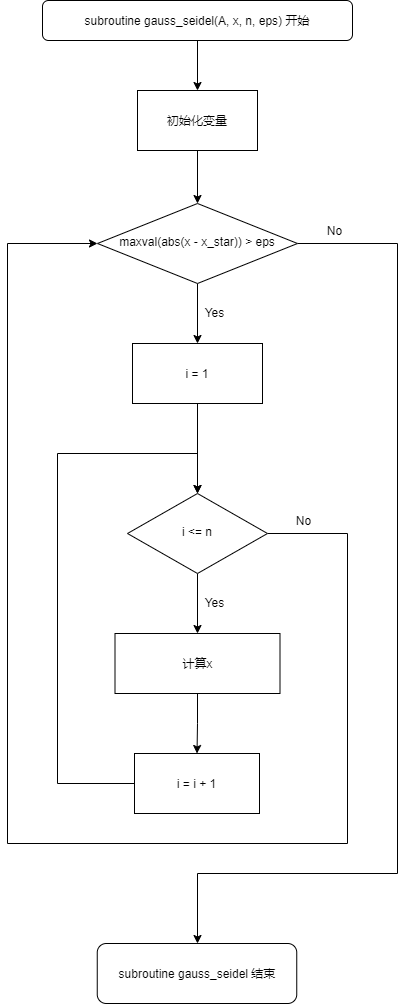 subroutine gauss_seidel(A, x, n, eps) 开始
初始化变量
maxval(abs(x - x_star)) > eps
No
Yes
i = 1
i <= n
No
Yes
计算x
i = i + 1
subroutine gauss_seidel 结束